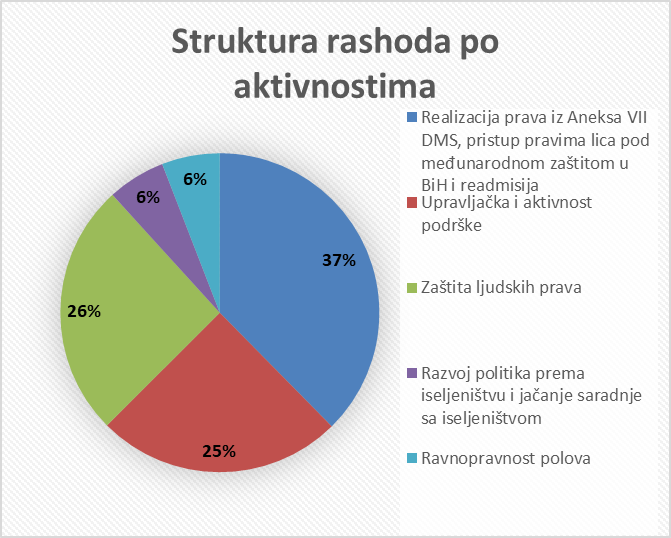 Struktura rashoda po
aktivnostima
Realizacija prava iz Aneksa VII
DMS, pristup pravima lica pod
međunarodnom zaštitom u
BiH i readmisija
Upravljačka i aktivnost
podrške
Zaštita ljudskih prava
Razvoj politika prema
iseljeništvu i jačanje saradnje
sa iseljeništvom
Ravnopravnost polova
37%
25%
26%
6%
6%